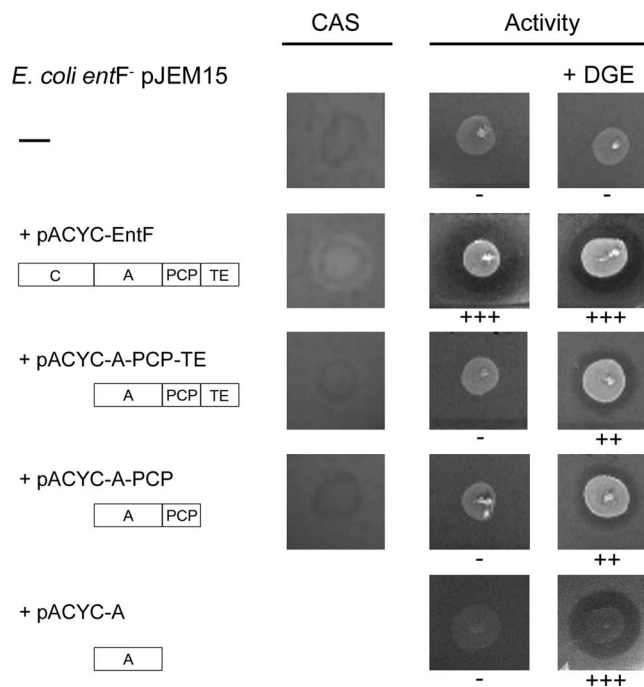 CAS Activity
E. coli entF- pJEM15 + DGE
—
- -
+ pACYC-EntF
C A PCP TE
+++ +++
+ pACYC-A-PCP-TE
A PCP TE
- ++
+ pACYC-A-PCP
A PCP
- ++
+ pACYC-A
A
- +++